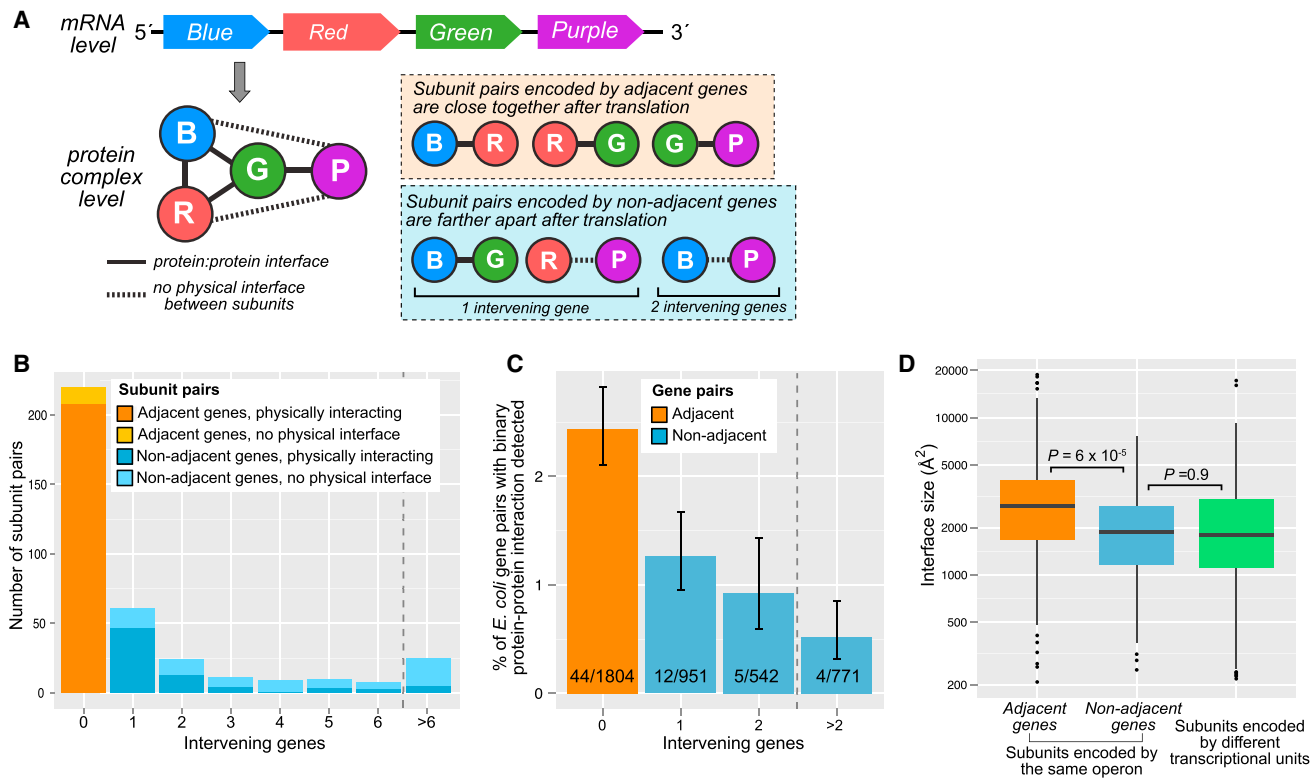 A
mRNA
level
5´
Blue
Red
Green
Purple
3´
protein
complex
level
B
G
P
R
protein:protein interface
no physical interface
between subunits
Subunit pairs encoded by adjacent genes
are close together after translation
B R R G G P
Subunit pairs encoded by non-adjacent genes
are farther apart after translation
B G R P B P
1 intervening gene
2 intervening genes
B
Number of subunit pairs
200
150
100
50
0
Subunit pairs
Adjacent genes, physically interacting
Adjacent genes, no physical interface
Non-adjacent genes, physically interacting
Non-adjacent genes, no physical interface
0 1 2 3 4 5 6 >6
Intervening genes
C
% of E. coli gene pairs with binary
protein-protein interaction detected
2
1
0
Gene pairs
Adjacent
Non-adjacent
44/1804 12/951 5/542 4/771
0 1 2 >2
Intervening genes
D
Interface size (Å²)
20000
10000
5000
2000
1000
500
200
P = 6 x 10⁻⁵
P =0.9
Adjacent
genes
Non-adjacent
genes
Subunits encoded by
the same operon
Subunits encoded
by different
transcriptional units